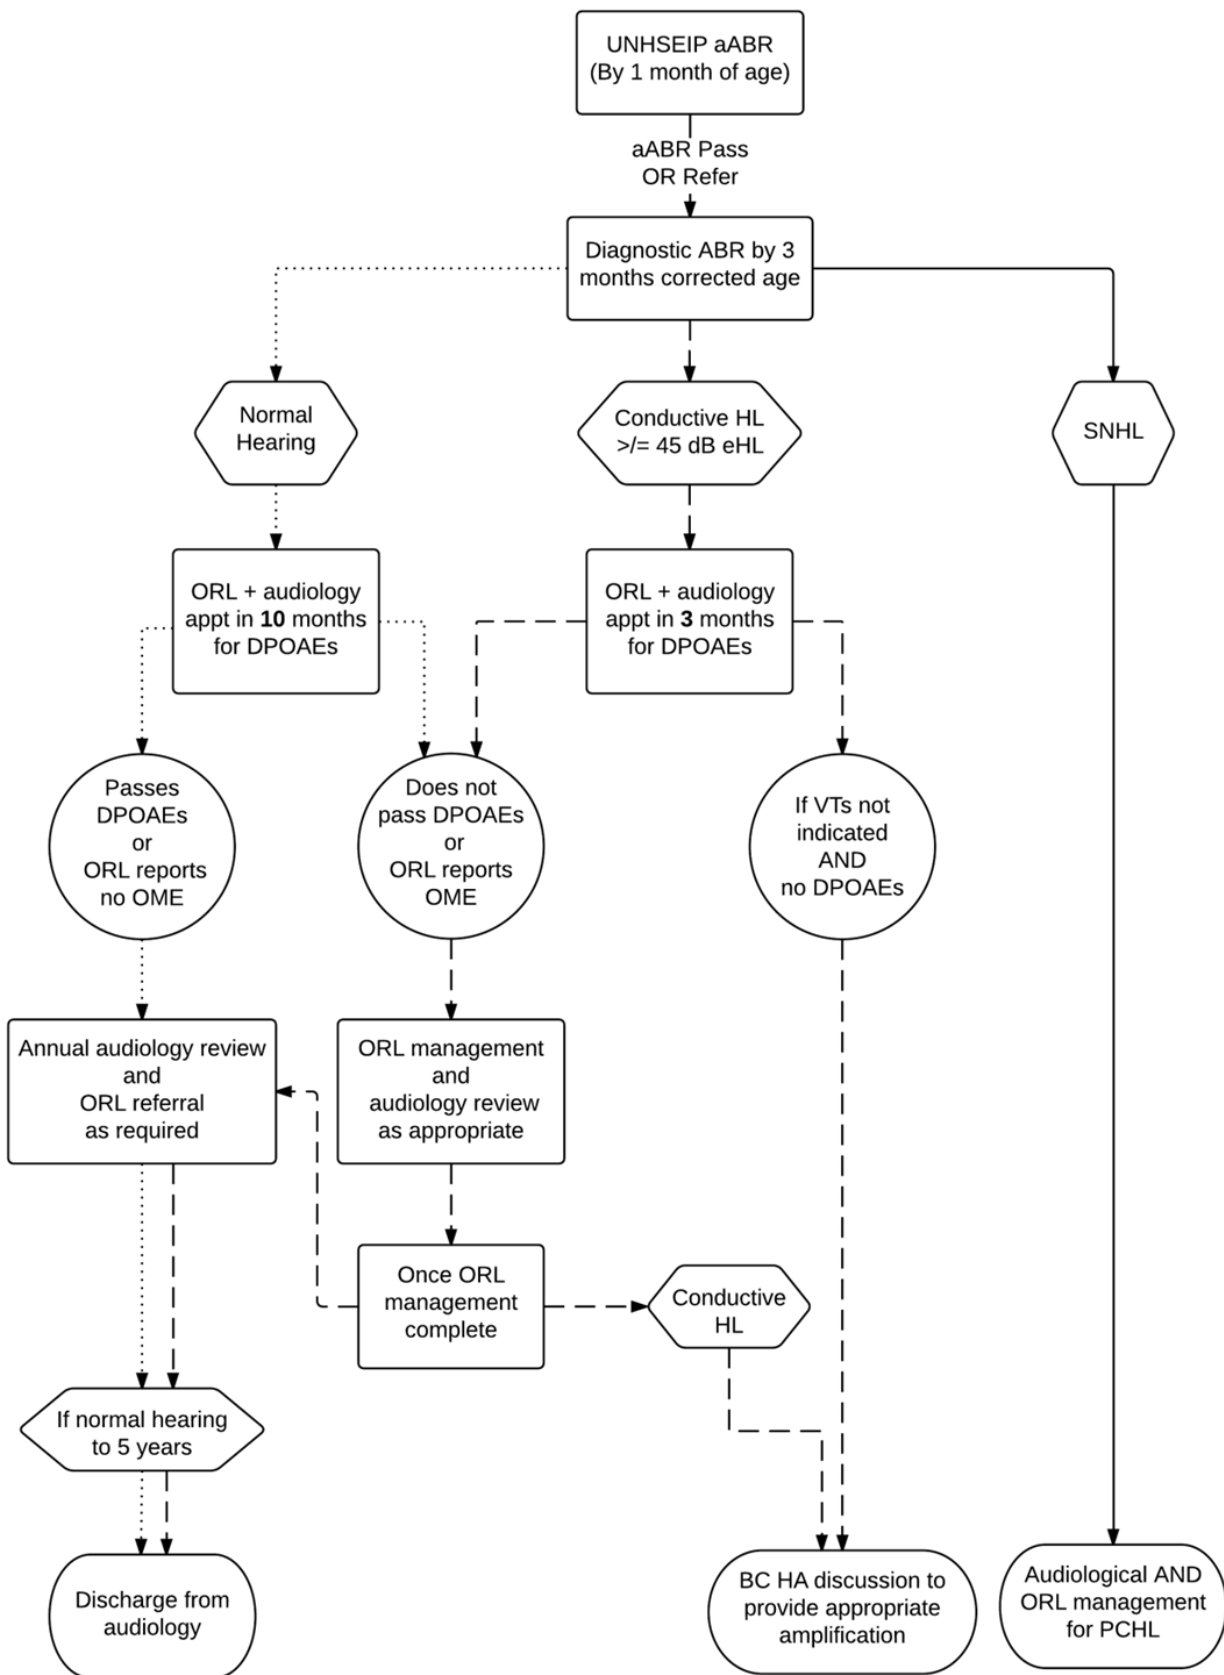 UNHSEIP aABR
(By 1 month of age)
aABR Pass
OR Refer
Diagnostic ABR by 3
months corrected age
Normal
Hearing
Conductive HL
>/= 45 dB eHL
SNHL
ORL + audiology
appt in 10 months
for DPOAEs
ORL + audiology
appt in 3 months
for DPOAEs
Passes
DPOAEs
or
ORL reports
no OME
Does not
pass DPOAEs
or
ORL reports
OME
If VTs not
indicated
AND
no DPOAEs
Annual audiology review
and
ORL referral
as required
ORL management
and
audiology review
as appropriate
Once ORL
management
complete
Conductive
HL
If normal hearing
to 5 years
Discharge from
audiology
BC HA discussion to
provide appropriate
amplification
Audiological AND
ORL management
for PCHL